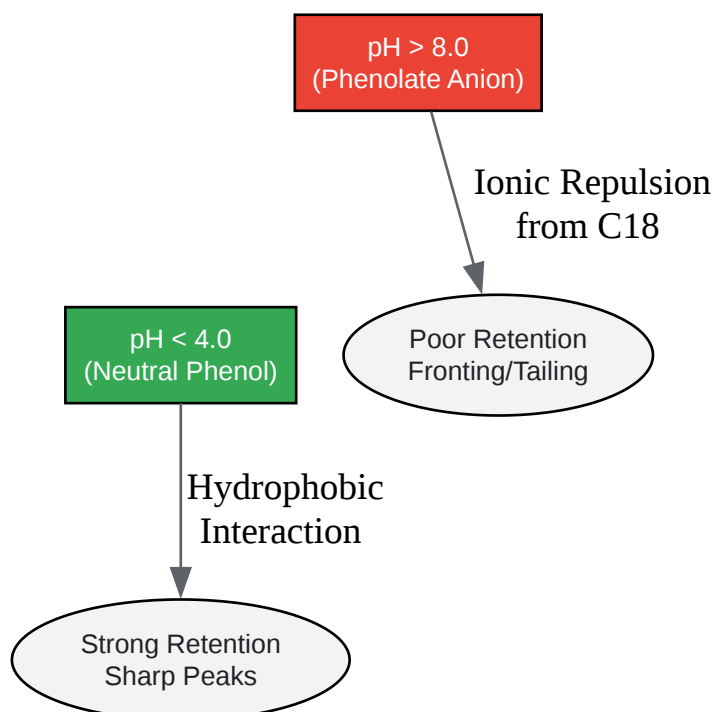 pH > 8.0
(Phenolate Anion)
Ionic Repulsion
from C18
Poor Retention
Fronting/Tailing
pH < 4.0
(Neutral Phenol)
Hydrophobic
Interaction
Strong Retention
Sharp Peaks